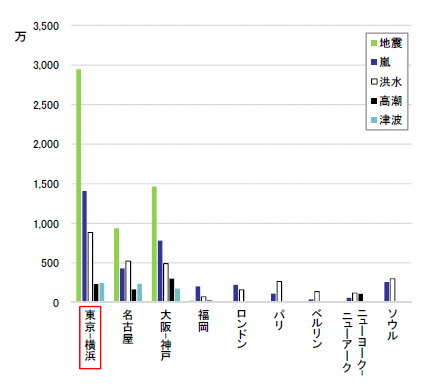 万
3,500
3,000
2,500
2,000
1,500
1,000
500
0
地震
嵐
洪水
高潮
津波
東京–横浜
名古屋
大阪–神戸
福岡
ロンドン
パリ
ベルリン
ニューヨーク–
ニューアーク
ソウル